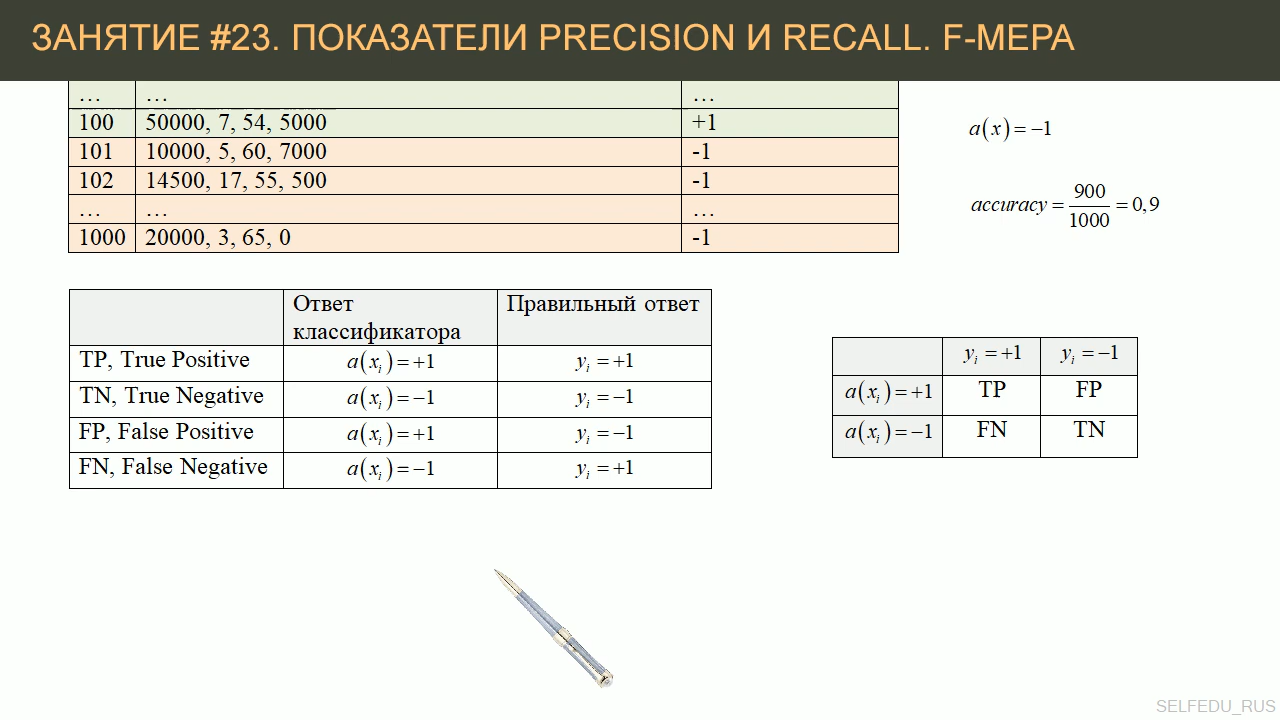 ЗАНЯТИЕ #23. ПОКАЗАТЕЛИ PRECISION И RECALL. F-МЕРА
… … …
100 50000, 7, 54, 5000 +1
101 10000, 5, 60, 7000 -1
102 14500, 17, 55, 500 -1
… … …
1000 20000, 3, 65, 0 -1
a(x) = −1
accuracy = 900/1000 = 0,9
Ответ классификатора Правильный ответ
TP, True Positive a(xᵢ) = +1 yᵢ = +1
TN, True Negative a(xᵢ) = −1 yᵢ = −1
FP, False Positive a(xᵢ) = +1 yᵢ = −1
FN, False Negative a(xᵢ) = −1 yᵢ = +1
yᵢ = +1 yᵢ = −1
a(xᵢ) = +1 TP FP
a(xᵢ) = −1 FN TN
SELFEDU_RUS